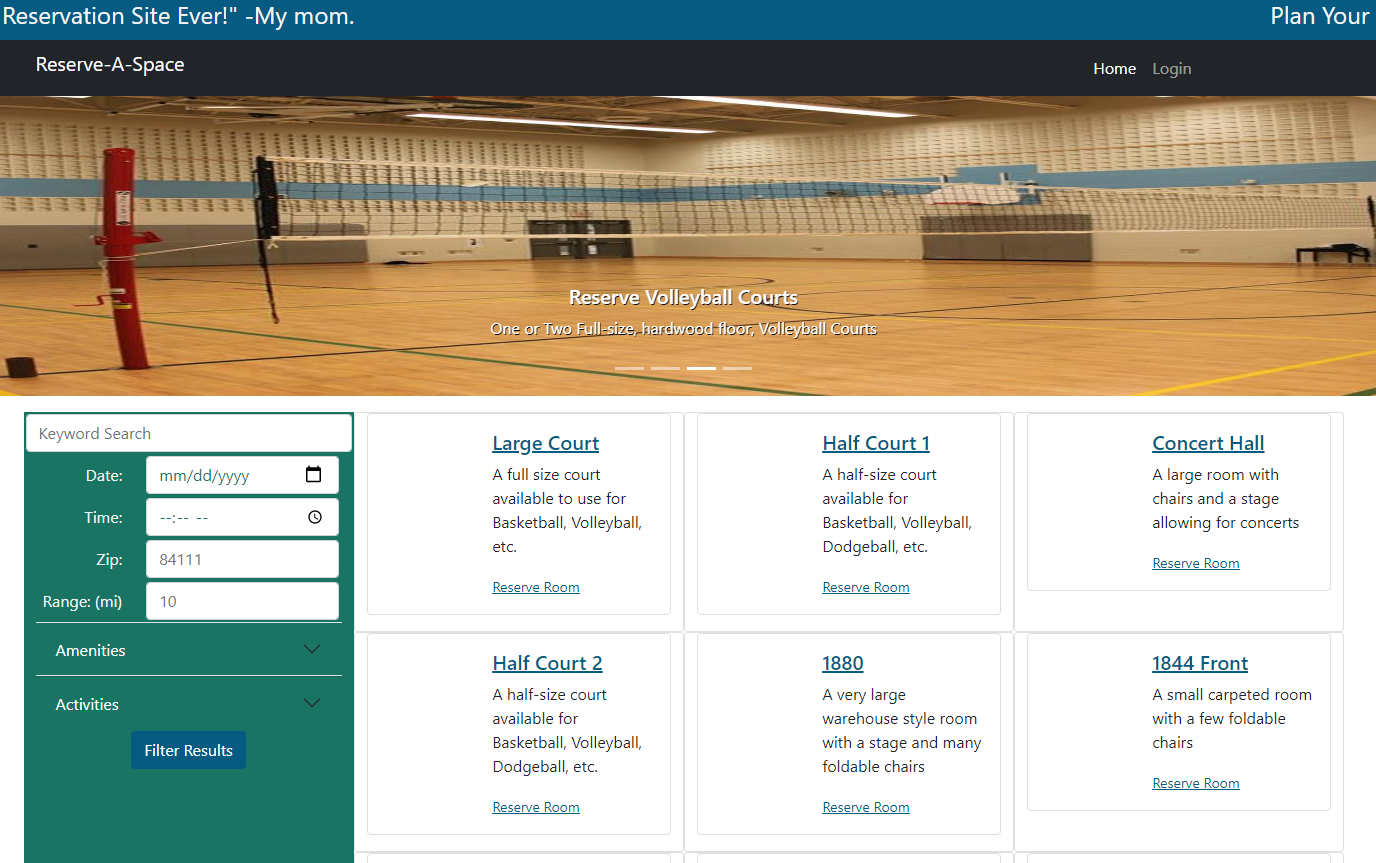 Reservation Site Ever!" -My mom.
Plan Your
Reserve-A-Space
Home
Login
Reserve Volleyball Courts
One or Two Full-size, hardwood floor, Volleyball Courts
Keyword Search
Date:
mm/dd/yyyy
Time:
--:-- --
Zip:
84111
Range: (mi)
10
Amenities
Activities
Filter Results
Large Court
A full size court
available to use for
Basketball, Volleyball,
etc.
Reserve Room
Half Court 1
A half-size court
available for
Basketball, Volleyball,
Dodgeball, etc.
Reserve Room
Concert Hall
A large room with
chairs and a stage
allowing for concerts
Reserve Room
Half Court 2
A half-size court
available for
Basketball, Volleyball,
Dodgeball, etc.
Reserve Room
1880
A very large
warehouse style room
with a stage and many
foldable chairs
Reserve Room
1844 Front
A small carpeted room
with a few foldable
chairs
Reserve Room